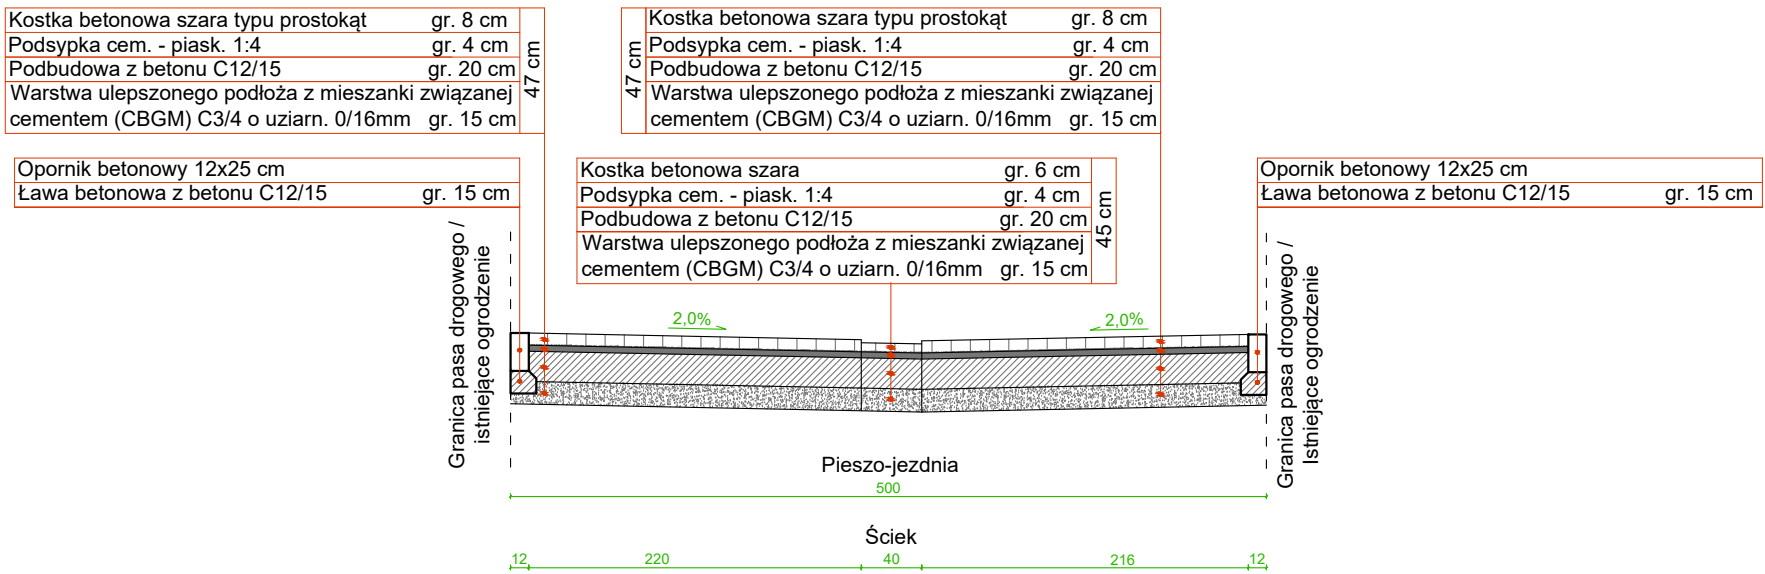 Kostka betonowa szara typu prostokąt gr. 8 cm
Podsypka cem. - piask. 1:4 gr. 4 cm
Podbudowa z betonu C12/15 gr. 20 cm
Warstwa ulepszonego podłoża z mieszanki związanej
cementem (CBGM) C3/4 o uziarn. 0/16mm gr. 15 cm
47 cm
47 cm
Kostka betonowa szara typu prostokąt gr. 8 cm
Podsypka cem. - piask. 1:4 gr. 4 cm
Podbudowa z betonu C12/15 gr. 20 cm
Warstwa ulepszonego podłoża z mieszanki związanej
cementem (CBGM) C3/4 o uziarn. 0/16mm gr. 15 cm
Opornik betonowy 12x25 cm
Ława betonowa z betonu C12/15 gr. 15 cm
Kostka betonowa szara gr. 6 cm
Podsypka cem. - piask. 1:4 gr. 4 cm
Podbudowa z betonu C12/15 gr. 20 cm
Warstwa ulepszonego podłoża z mieszanki związanej
cementem (CBGM) C3/4 o uziarn. 0/16mm gr. 15 cm
45 cm
Opornik betonowy 12x25 cm
Ława betonowa z betonu C12/15 gr. 15 cm
Granica pasa drogowego /
istniejące ogrodzenie
2,0%
2,0%
Granica pasa drogowego /
Istniejące ogrodzenie
Pieszo-jezdnia
500
Ściek
12 220 40 216 12